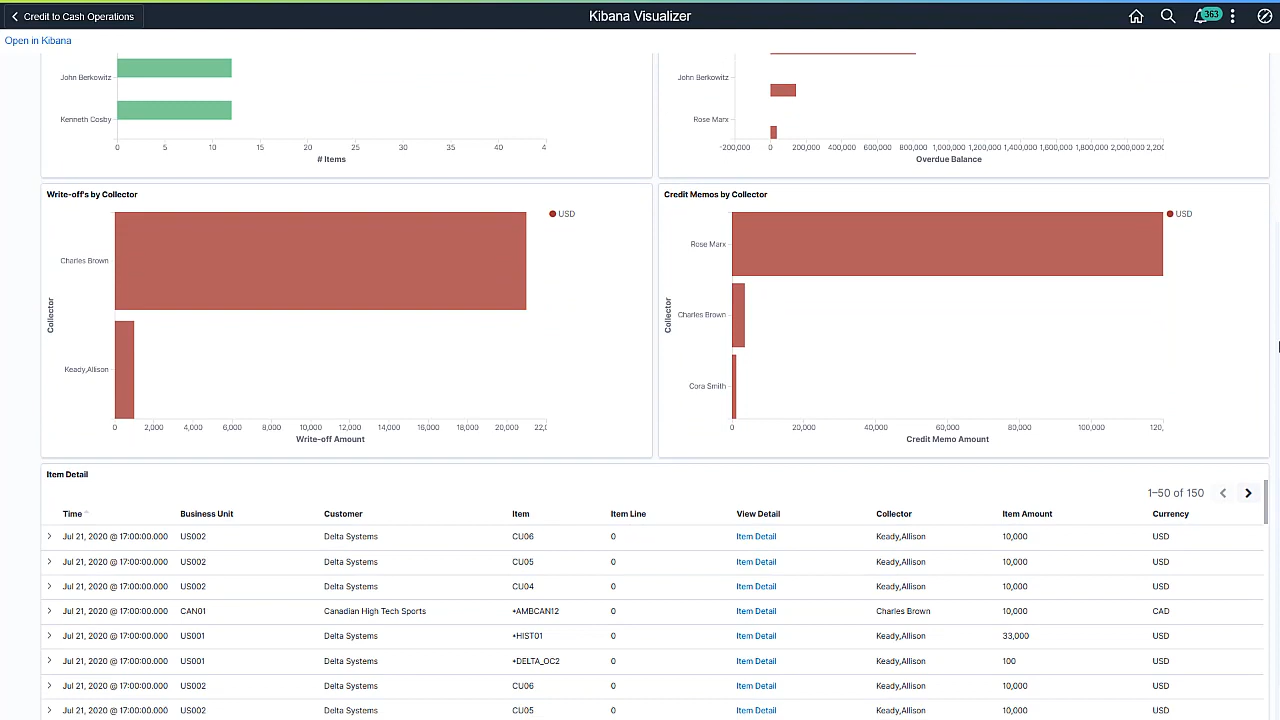 Credit to Cash Operations
Kibana Visualizer
363
Open in Kibana
John Berkowitz
Kenneth Cosby
0 5 10 15 20 25 30 35 40 4
# Items
John Berkowitz
Rose Marx
-200,000 0 200,000 400,000 600,000 800,000 1,000,000 1,200,000 1,400,000 1,600,000 1,800,000 2,000,000 2,200
Overdue Balance
Write-off's by Collector
USD
Collector
Charles Brown
Keady,Allison
0 2,000 4,000 6,000 8,000 10,000 12,000 14,000 16,000 18,000 20,000 22,(
Write-off Amount
Credit Memos by Collector
USD
Collector
Rose Marx
Charles Brown
Cora Smith
0 20,000 40,000 60,000 80,000 100,000 120,
Credit Memo Amount
Item Detail
1–50 of 150
Time Business Unit Customer Item Item Line View Detail Collector Item Amount Currency
Jul 21, 2020 @ 17:00:00.000 US002 Delta Systems CU06 0 Item Detail Keady,Allison 10,000 USD
Jul 21, 2020 @ 17:00:00.000 US002 Delta Systems CU05 0 Item Detail Keady,Allison 10,000 USD
Jul 21, 2020 @ 17:00:00.000 US002 Delta Systems CU04 0 Item Detail Keady,Allison 10,000 USD
Jul 21, 2020 @ 17:00:00.000 CAN01 Canadian High Tech Sports *AMBCAN12 0 Item Detail Charles Brown 10,000 CAD
Jul 21, 2020 @ 17:00:00.000 US001 Delta Systems *HIST01 0 Item Detail Keady,Allison 33,000 USD
Jul 21, 2020 @ 17:00:00.000 US001 Delta Systems *DELTA_OC2 0 Item Detail Keady,Allison 100 USD
Jul 21, 2020 @ 17:00:00.000 US002 Delta Systems CU06 0 Item Detail Keady,Allison 10,000 USD
Jul 21, 2020 @ 17:00:00.000 US002 Delta Systems CU05 0 Item Detail Keady,Allison 10,000 USD